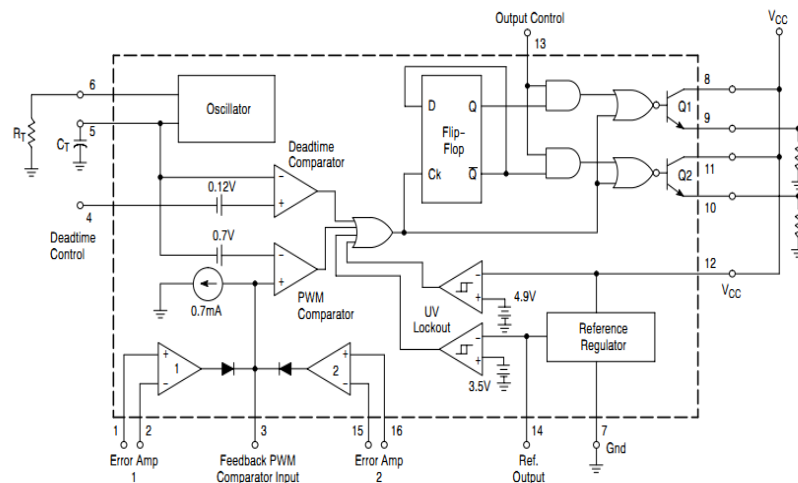 Output Control
13
VCC
6
Oscillator
RT
5
CT
D
Q
Flip-
Flop
Ck
Q
8
Q1
9
11
Q2
10
Deadtime
Comparator
0.12V
4
Deadtime
Control
0.7V
PWM
Comparator
0.7mA
UV
Lockout
4.9V
3.5V
12
VCC
Reference
Regulator
1
2
1
2
3
15
16
14
7
Gnd
Error Amp
1
Feedback PWM
Comparator Input
Error Amp
2
Ref.
Output